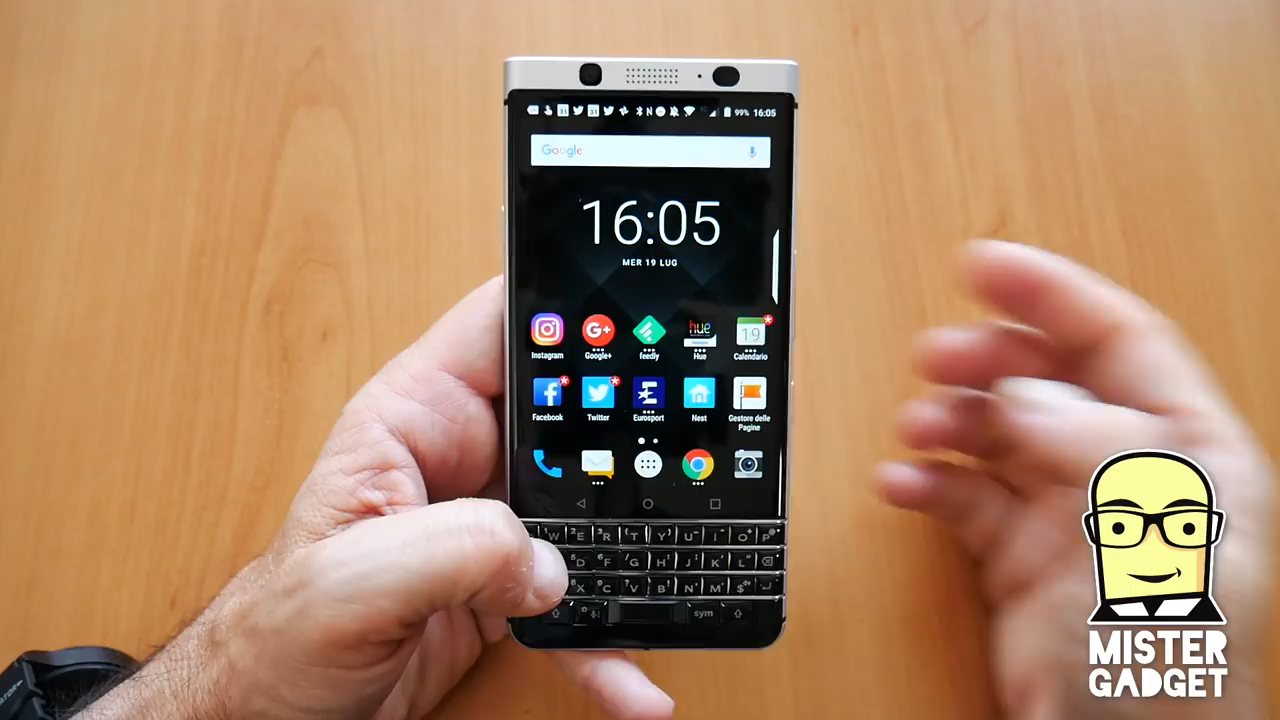 99% 16:05
Google
16:05
MER 19 LUG
Instagram
Google+
feedly
hue
Hue
19
Calendario
Facebook
Twitter
Eurosport
Nest
Gestore delle
Pagine
W E R T Y U I O P
D F G H J K L
X C V B N M $
sym
MISTER
GADGET